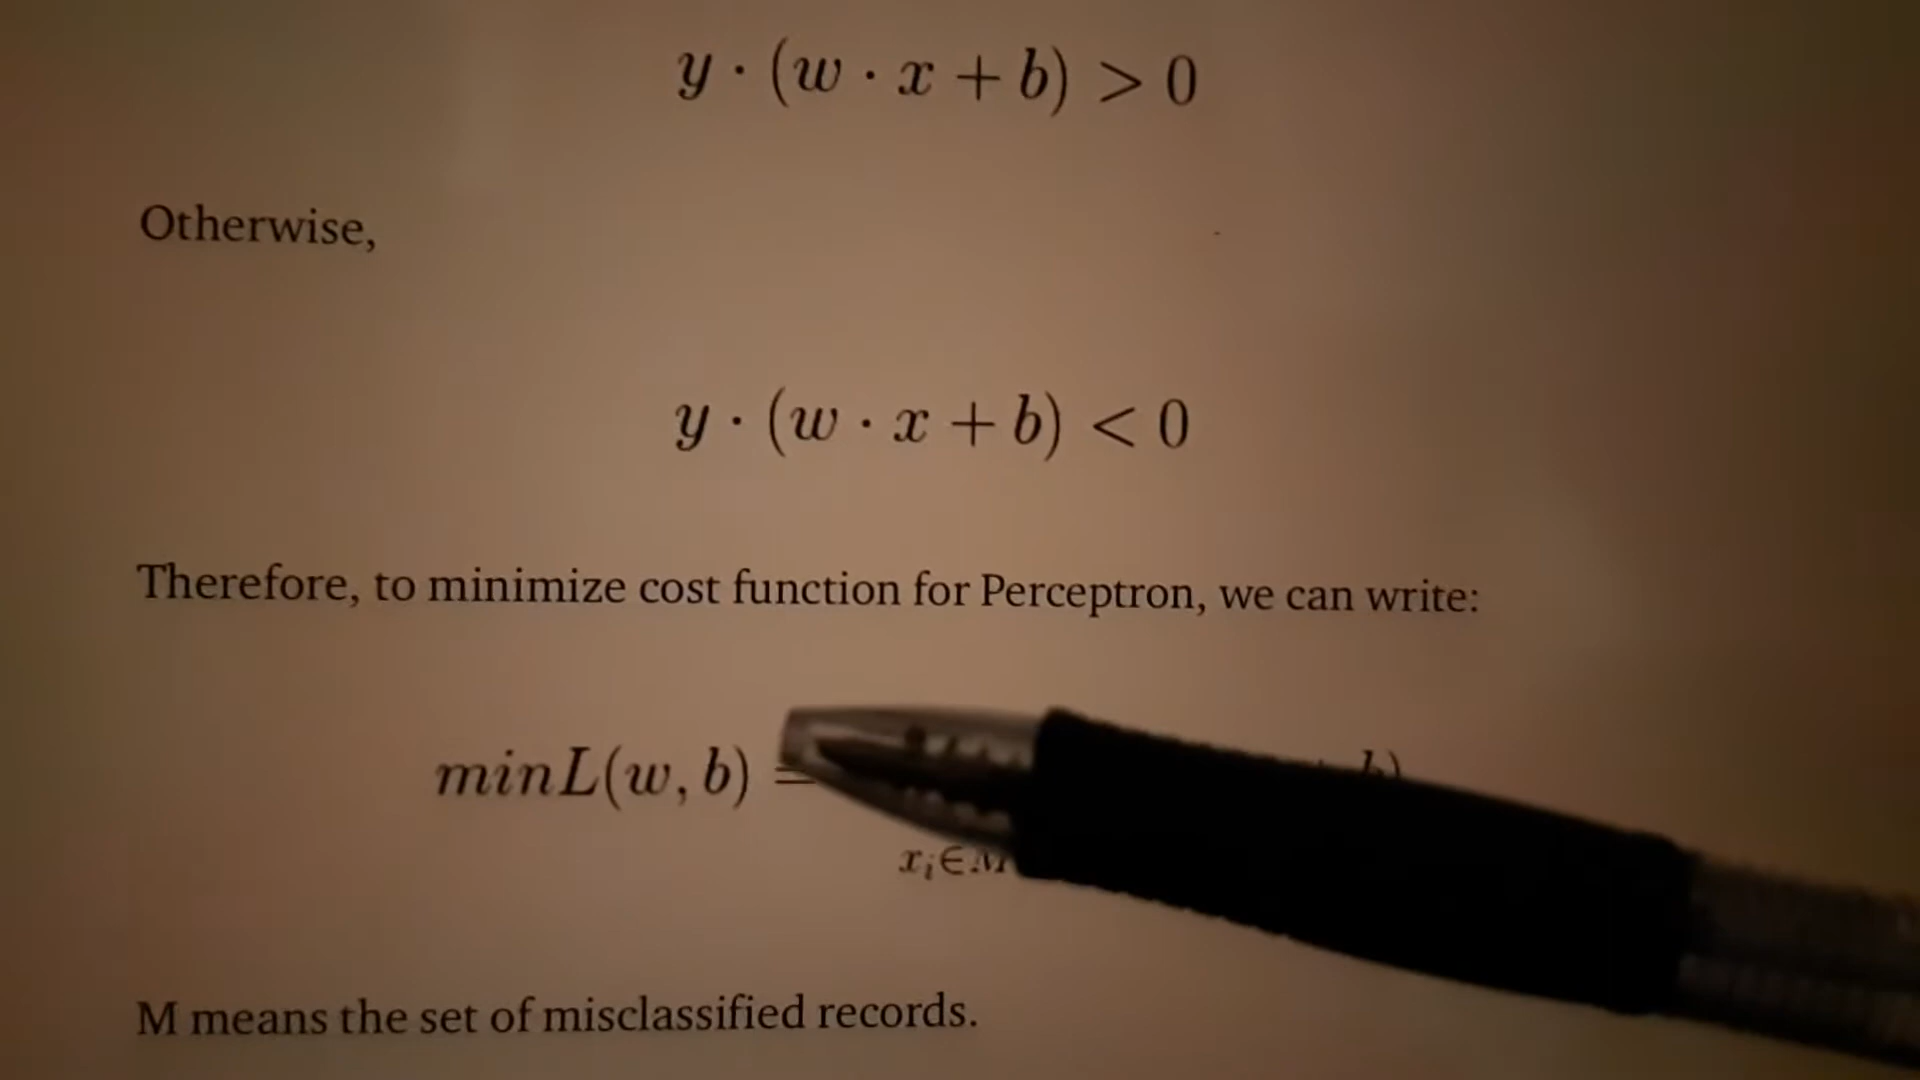 y · (w · x + b) > 0
Otherwise,
y · (w · x + b) < 0
Therefore, to minimize cost function for Perceptron, we can write:
minL(w, b) =
b)
x_i∈M
M means the set of misclassified records.